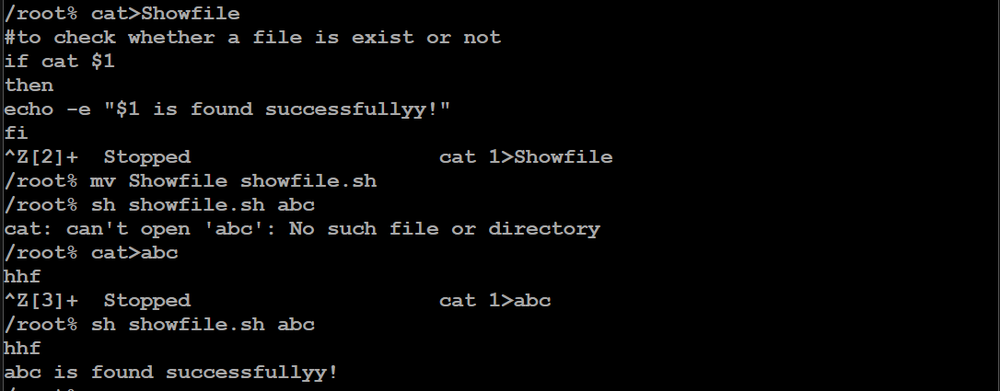 /root% cat>Showfile
#to check whether a file is exist or not
if cat $1
then
echo -e "$1 is found successfullyy!"
fi
^Z[2]+  Stopped                    cat 1>Showfile
/root% mv Showfile showfile.sh
/root% sh showfile.sh abc
cat: can't open 'abc': No such file or directory
/root% cat>abc
hhf
^Z[3]+  Stopped                    cat 1>abc
/root% sh showfile.sh abc
hhf
abc is found successfullyy!